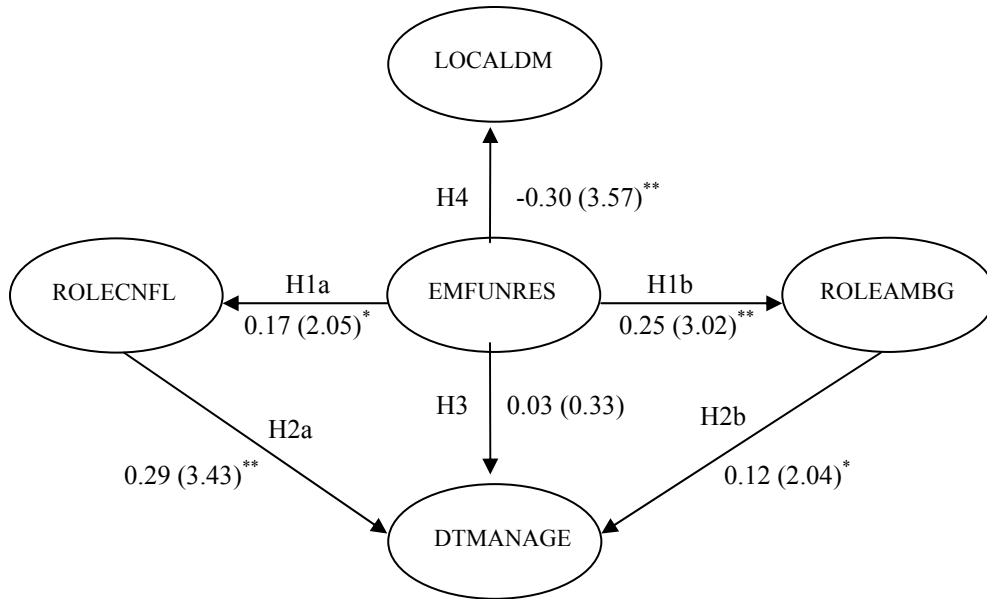 LOCALDM
H4 -0.30 (3.57)**
ROLECNFL
H1a
0.17 (2.05)*
EMFUNRES
H1b
0.25 (3.02)**
ROLEAMBG
H3 0.03 (0.33)
H2a
0.29 (3.43)**
H2b
0.12 (2.04)*
DTMANAGE